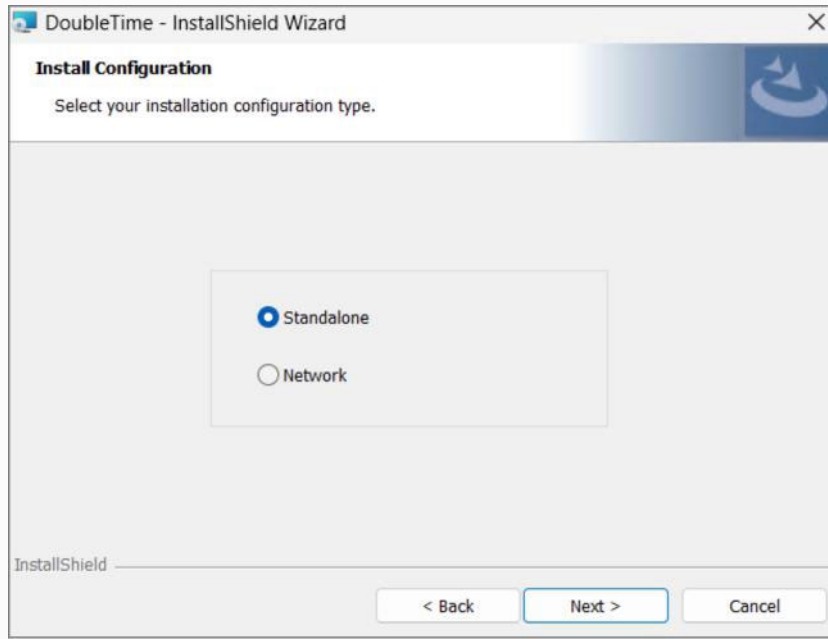 DoubleTime - InstallShield Wizard
Install Configuration
Select your installation configuration type.
Standalone
Network
InstallShield
< Back
Next >
Cancel